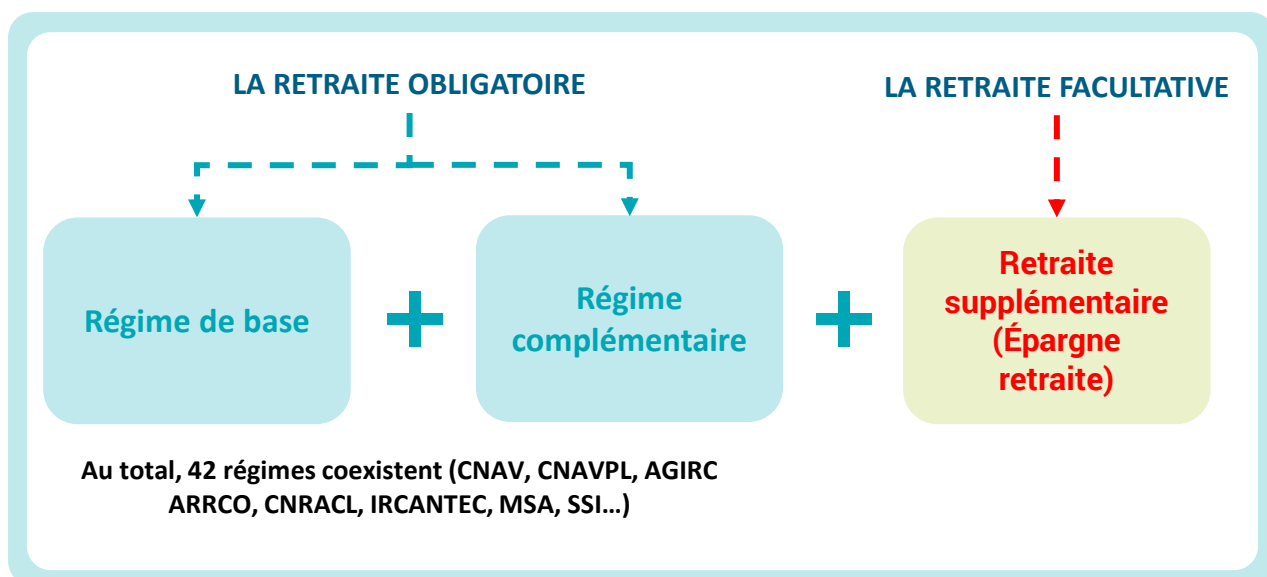 LA RETRAITE OBLIGATOIRE
LA RETRAITE FACULTATIVE
Régime de base
Régime
complémentaire
Retraite
supplémentaire
(Épargne
retraite)
Au total, 42 régimes coexistent (CNAV, CNAVPL, AGIRC
ARRCO, CNRACL, IRCANTEC, MSA, SSI…)